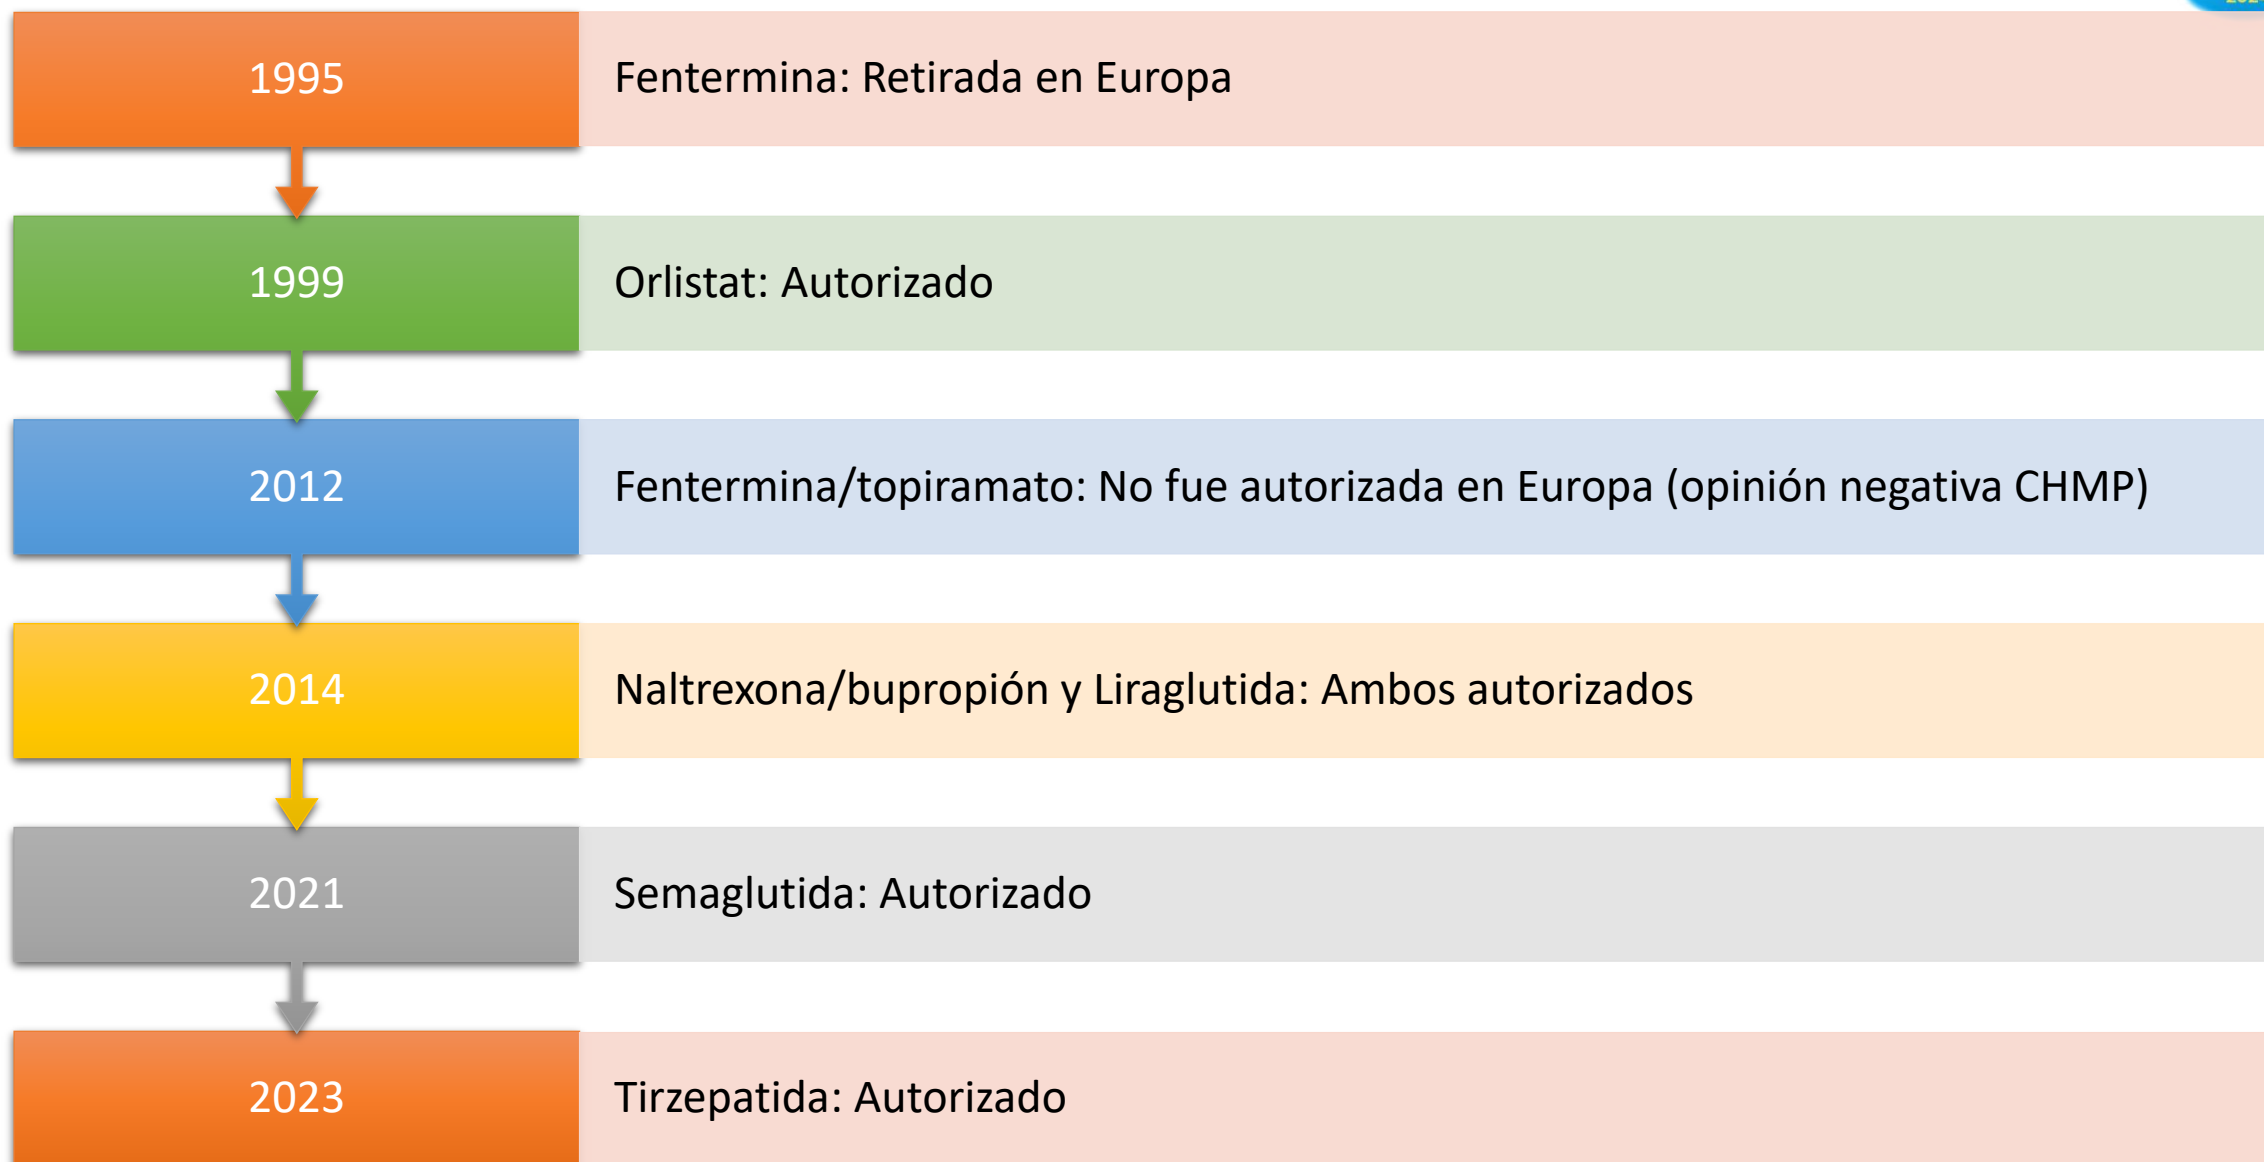 1995
Fentermina: Retirada en Europa
1999
Orlistat: Autorizado
2012
Fentermina/topiramato: No fue autorizada en Europa (opinión negativa CHMP)
2014
Naltrexona/bupropión y Liraglutida: Ambos autorizados
2021
Semaglutida: Autorizado
2023
Tirzepatida: Autorizado